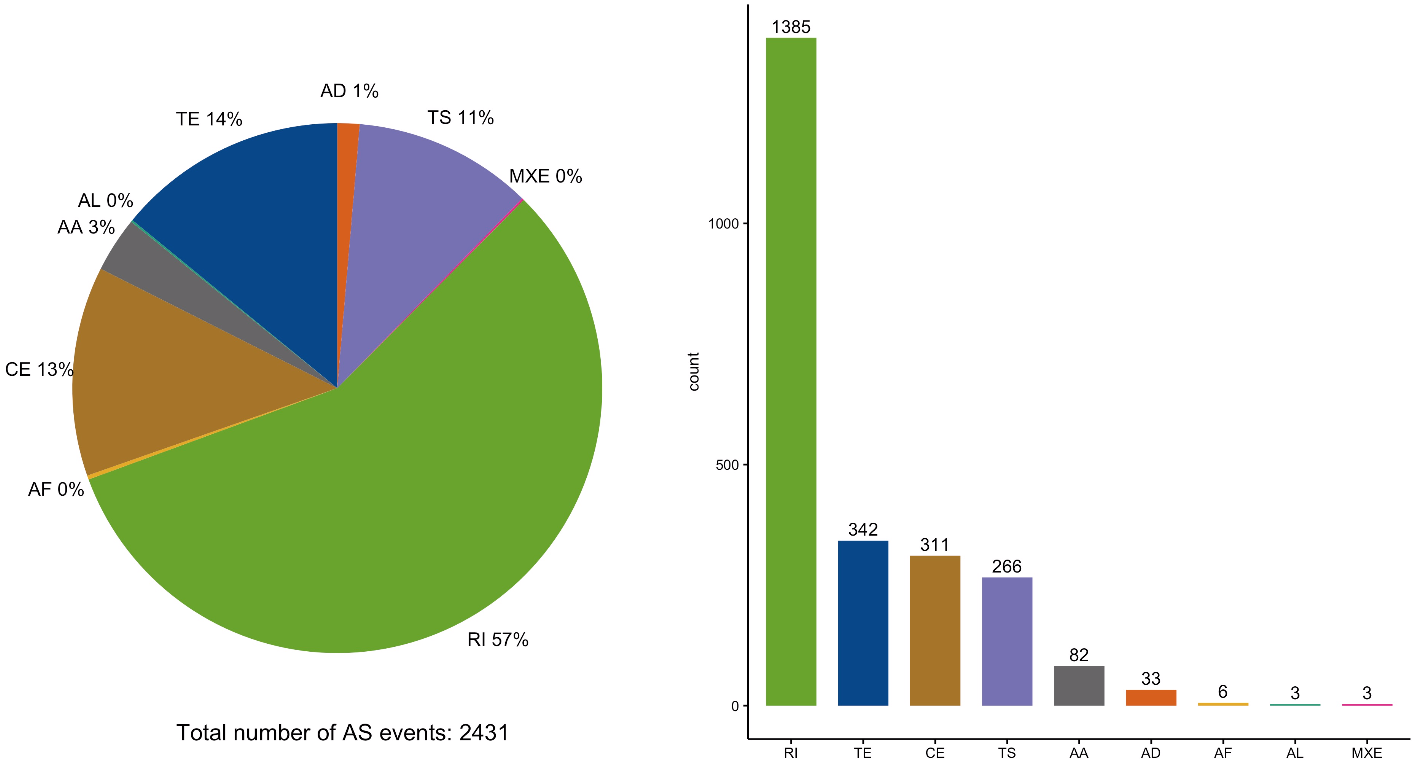 AD 1%
TE 14%
TS 11%
MXE 0%
AL 0%
AA 3%
CE 13%
AF 0%
RI 57%
Total number of AS events: 2431
1385
1000
count
500
342
311
266
82
33
6
3
3
0
RI TE CE TS AA AD AF AL MXE